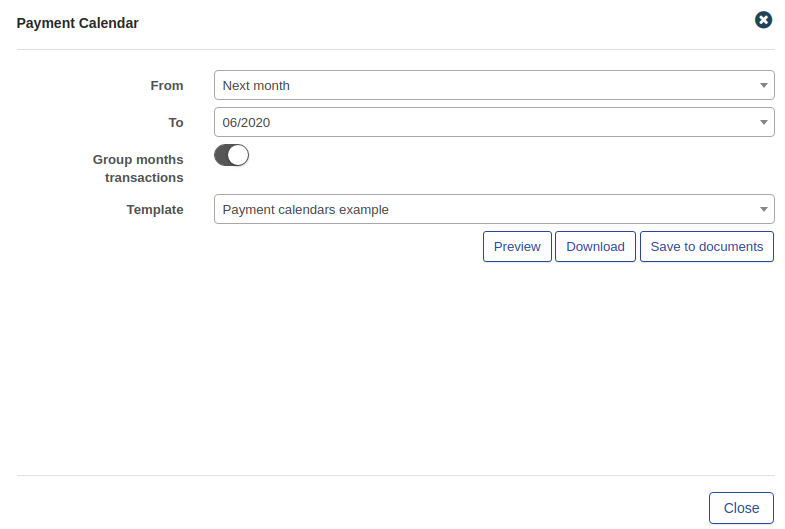 Payment Calendar
From
Next month
To
06/2020
Group months
transactions
Template
Payment calendars example
Preview
Download
Save to documents
Close